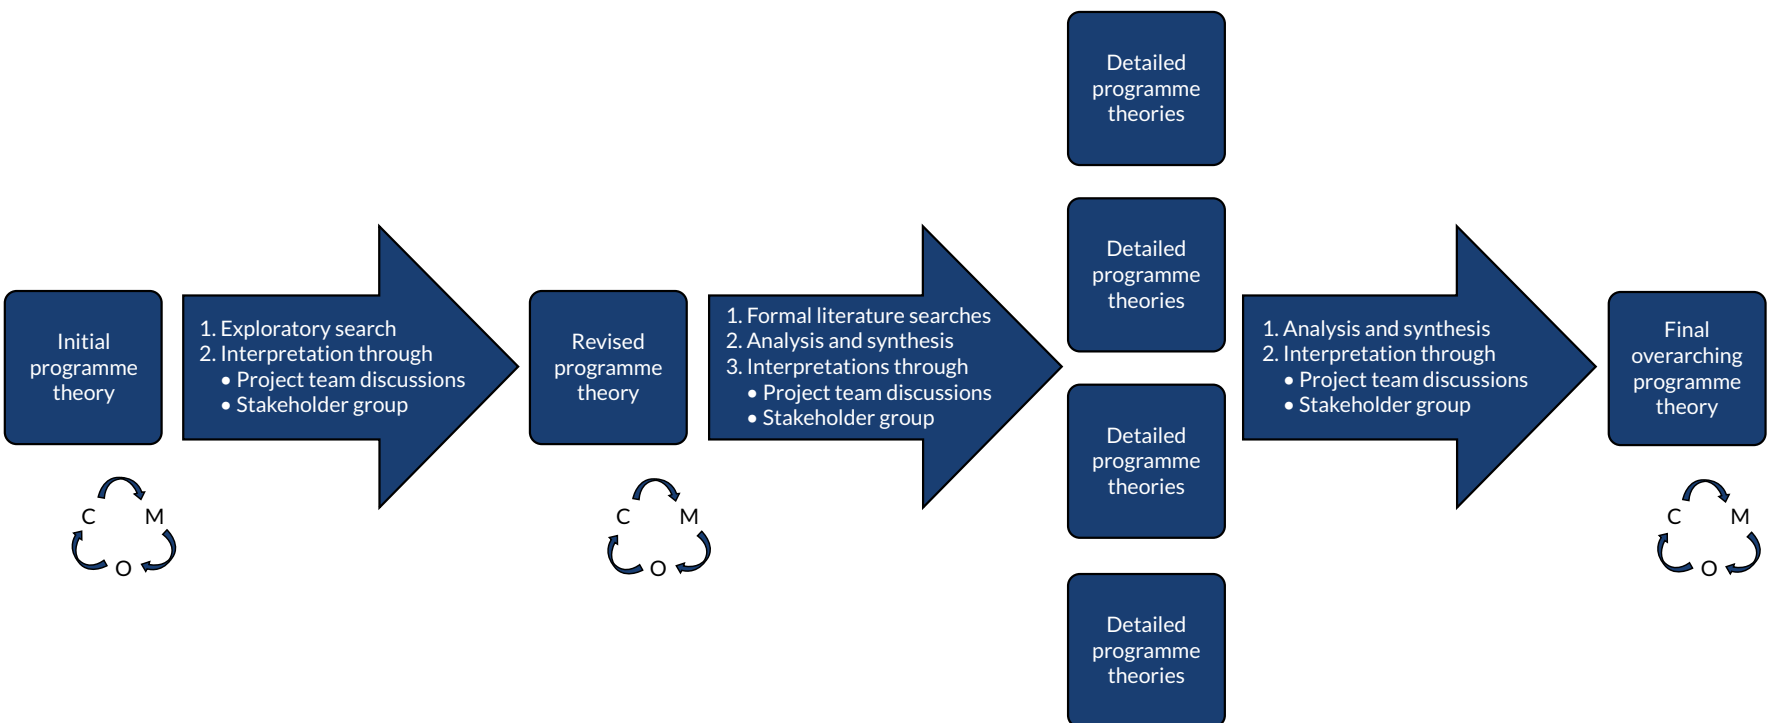 Initial
programme
theory
C
M
O
1. Exploratory search
2. Interpretation through
• Project team discussions
• Stakeholder group
Revised
programme
theory
C
M
O
1. Formal literature searches
2. Analysis and synthesis
3. Interpretations through
• Project team discussions
• Stakeholder group
Detailed
programme
theories
Detailed
programme
theories
Detailed
programme
theories
Detailed
programme
theories
1. Analysis and synthesis
2. Interpretation through
• Project team discussions
• Stakeholder group
Final
overarching
programme
theory
C
M
O